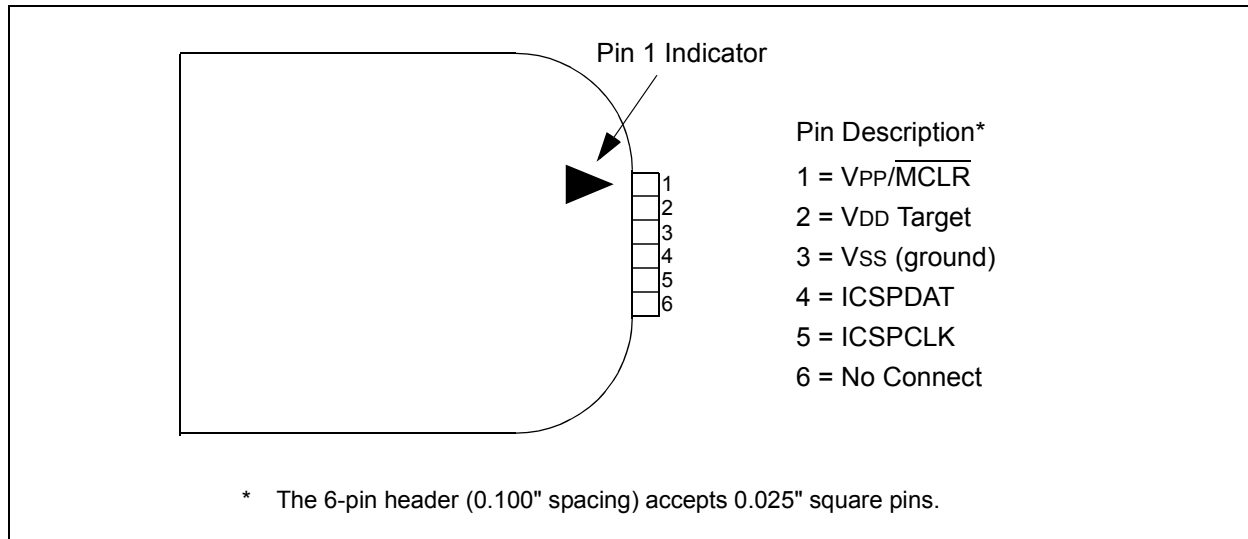 Pin 1 Indicator
1
2
3
4
5
6
Pin Description*
1 = VPP/M̅C̅L̅R̅
2 = VDD Target
3 = VSS (ground)
4 = ICSPDAT
5 = ICSPCLK
6 = No Connect
* The 6-pin header (0.100" spacing) accepts 0.025" square pins.